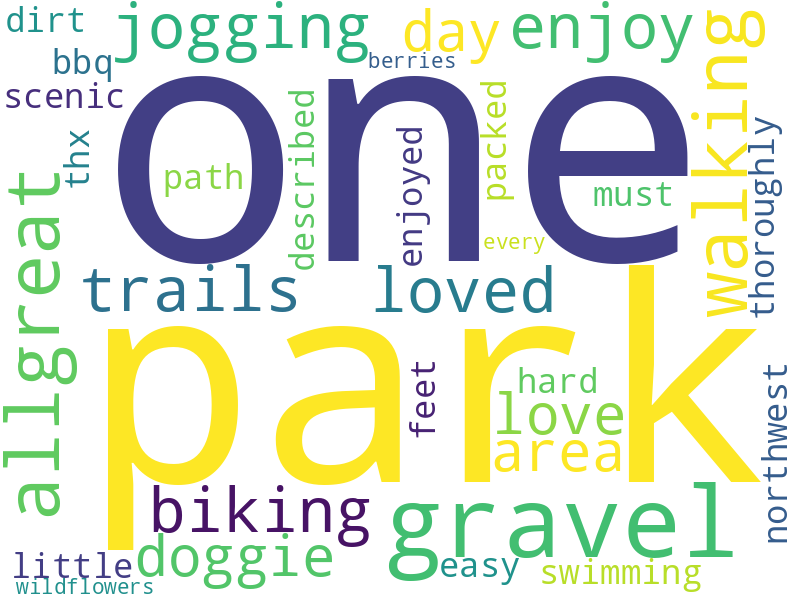 dirt
jogging
day
enjoy
walking
bbq
berries
scenic
one
thx
path
described
enjoyed
packed
must
thoroughly
every
allgreat
trails
loved
park
feet
hard
love
area
northwest
biking
gravel
doggie
little
easy
swimming
wildflowers